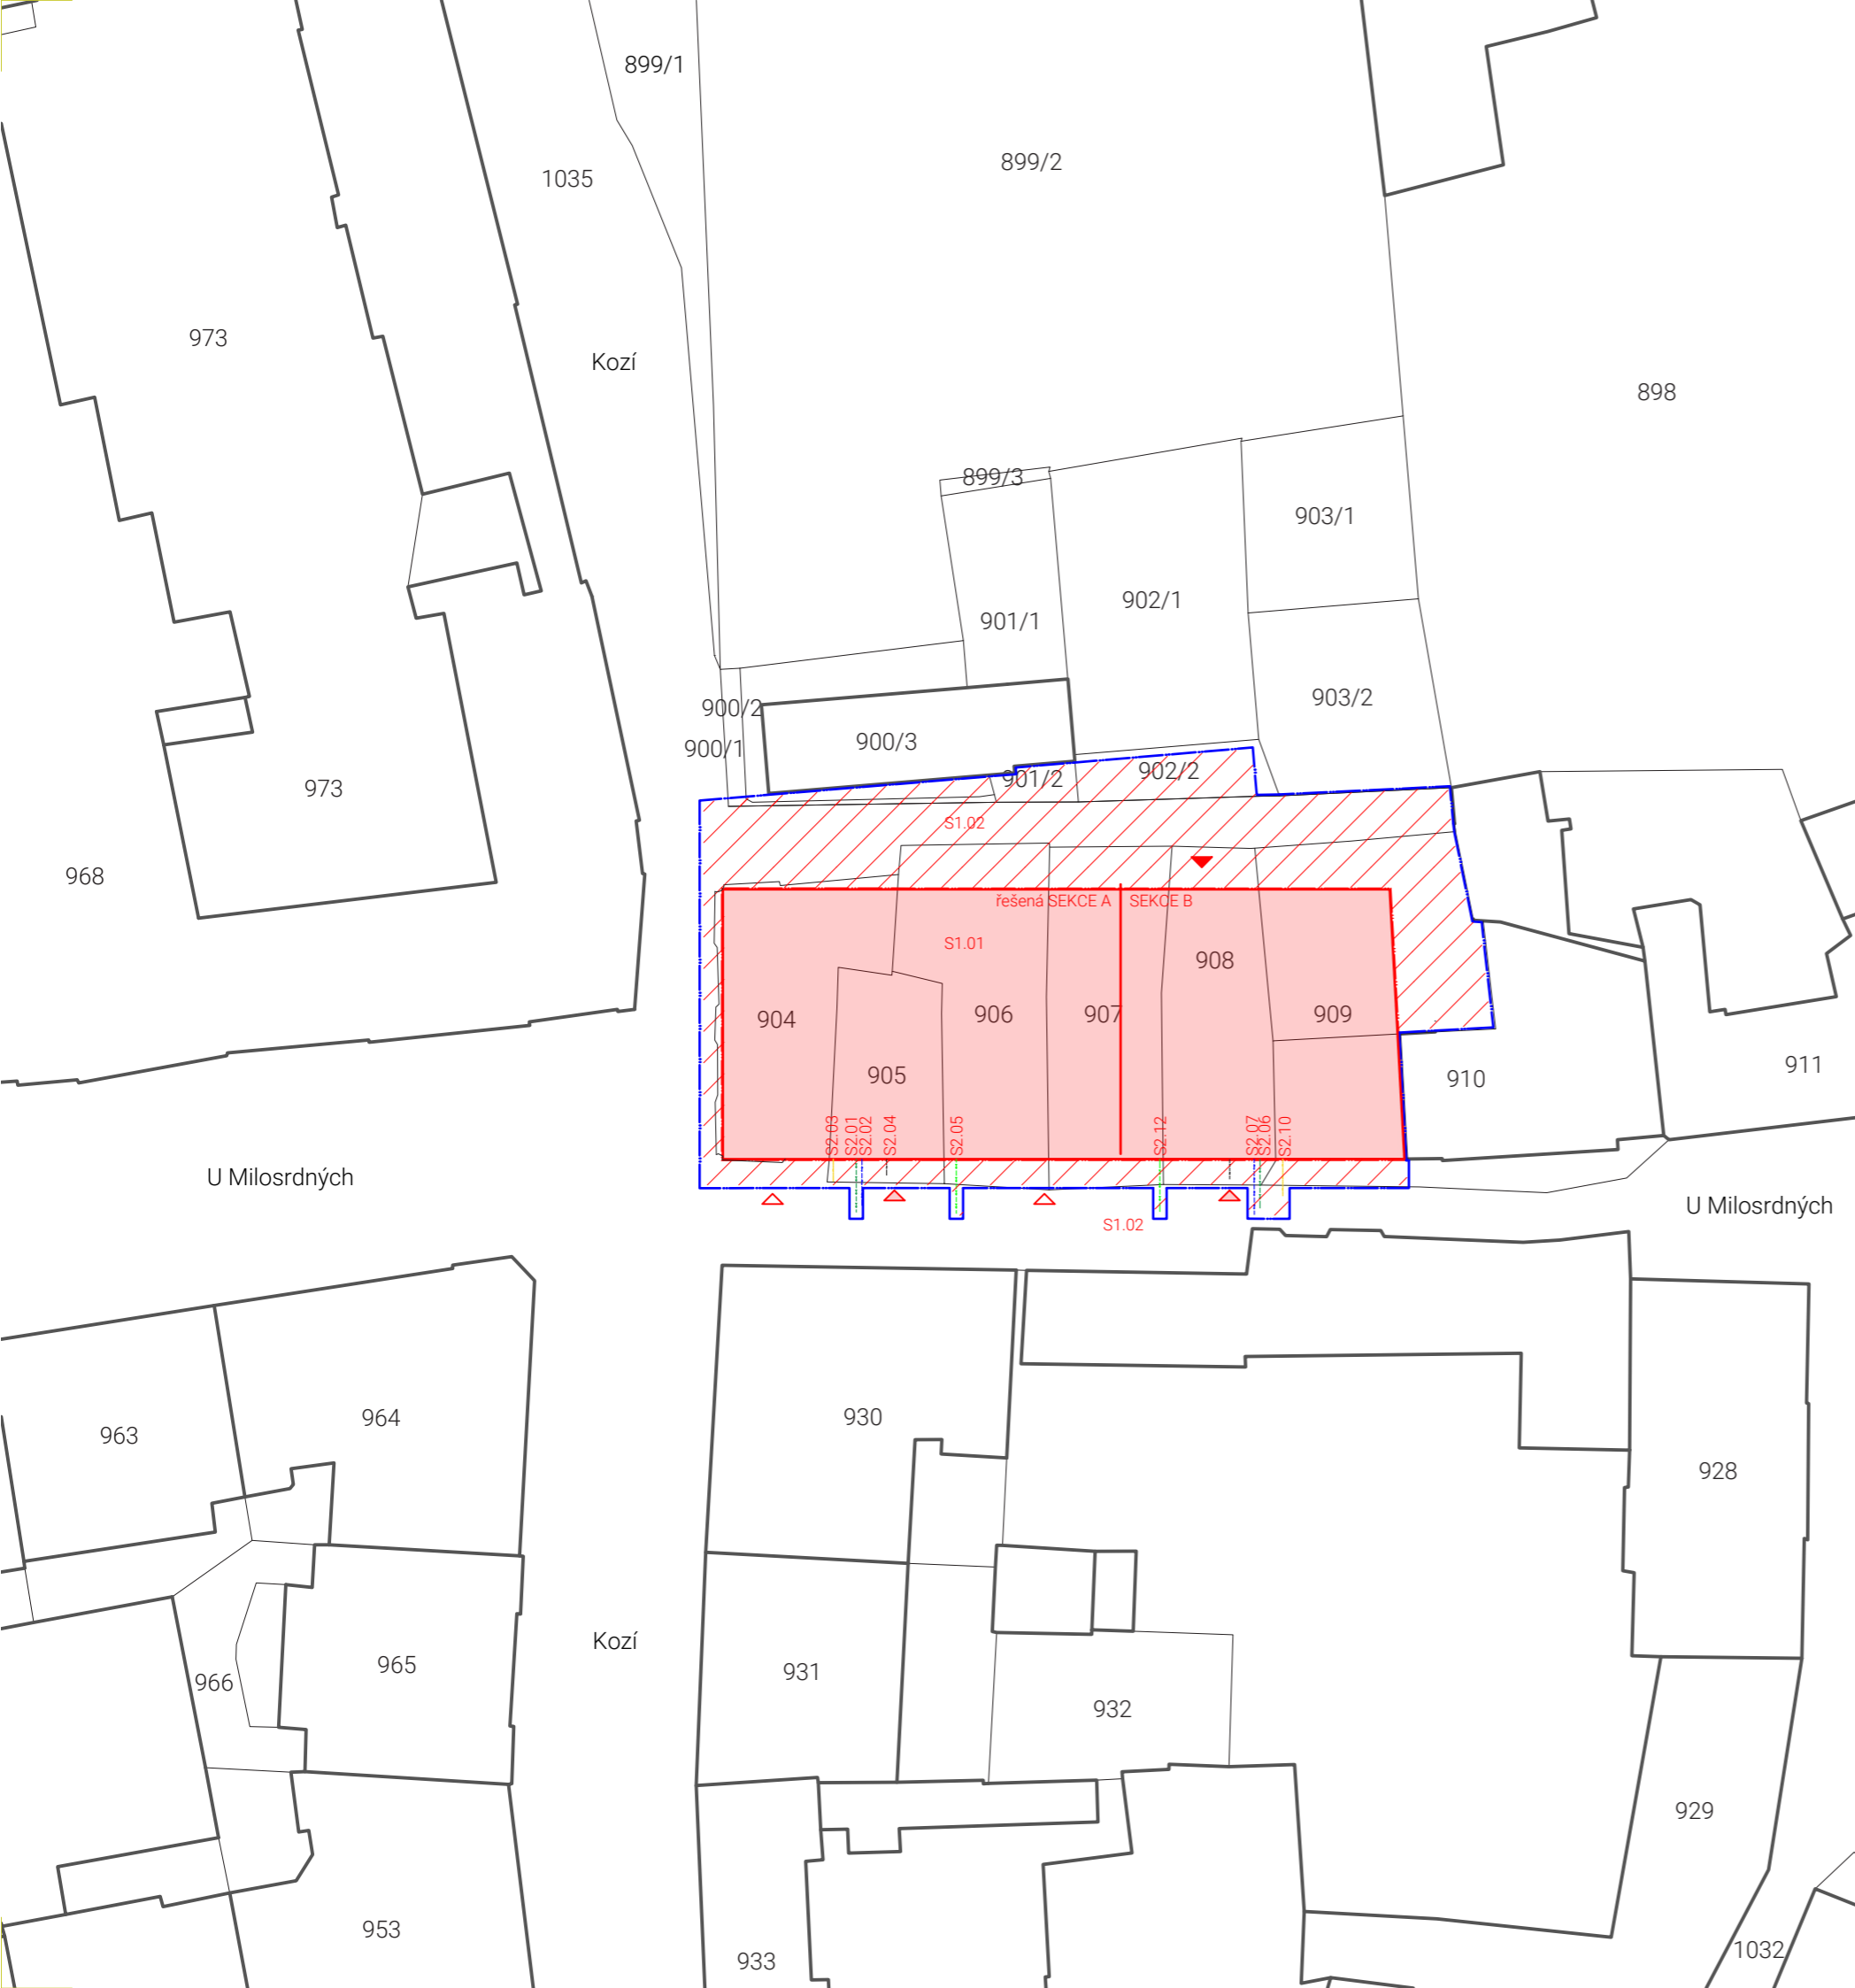 899/1
899/2
1035
973
Kozí
898
899/3
903/1
902/1
901/1
903/2
900/2
900/3
900/1
902/2
901/2
973
S1.02
968
řešená SEKCE A
SEKCE B
S1.01
908
904
906
907
909
905
910
911
S2.03
S2.01
S2.02
S2.04
S2.05
S2.12
S2.07
S2.06
S2.10
U Milosrdných
U Milosrdných
S1.02
930
964
963
928
Kozí
965
931
966
932
929
953
1032
933